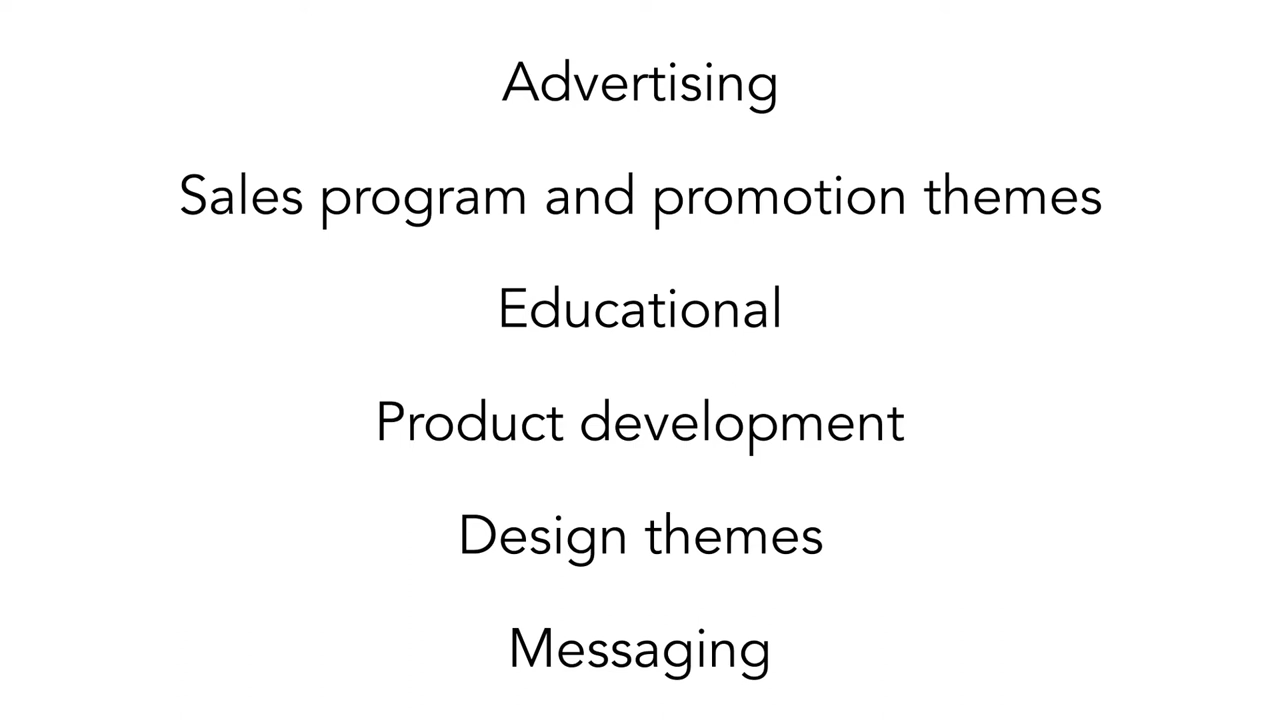 Advertising
Sales program and promotion themes
Educational
Product development
Design themes
Messaging